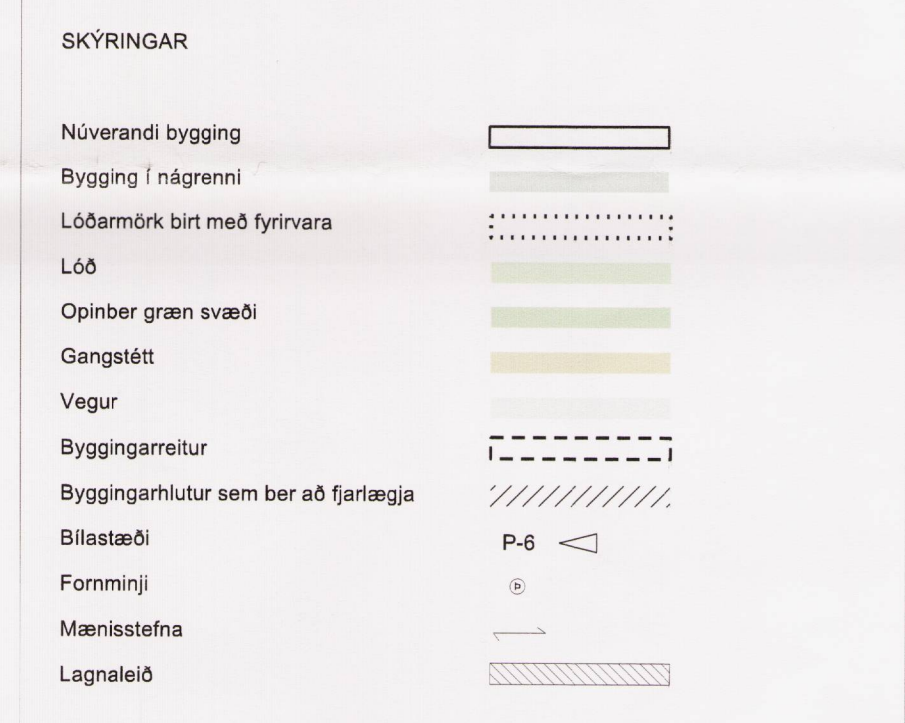 SKÝRINGAR
Núverandi bygging
Bygging í nágrenni
Lóðarmörk birt með fyrirvara
Lóð
Opinber græn svæði
Gangstétt
Vegur
Byggingarreitur
Byggingarhlutur sem ber að fjarlægja
Bílastæði P-6
Fornminji Þ
Mænisstefna
Lagnaleið